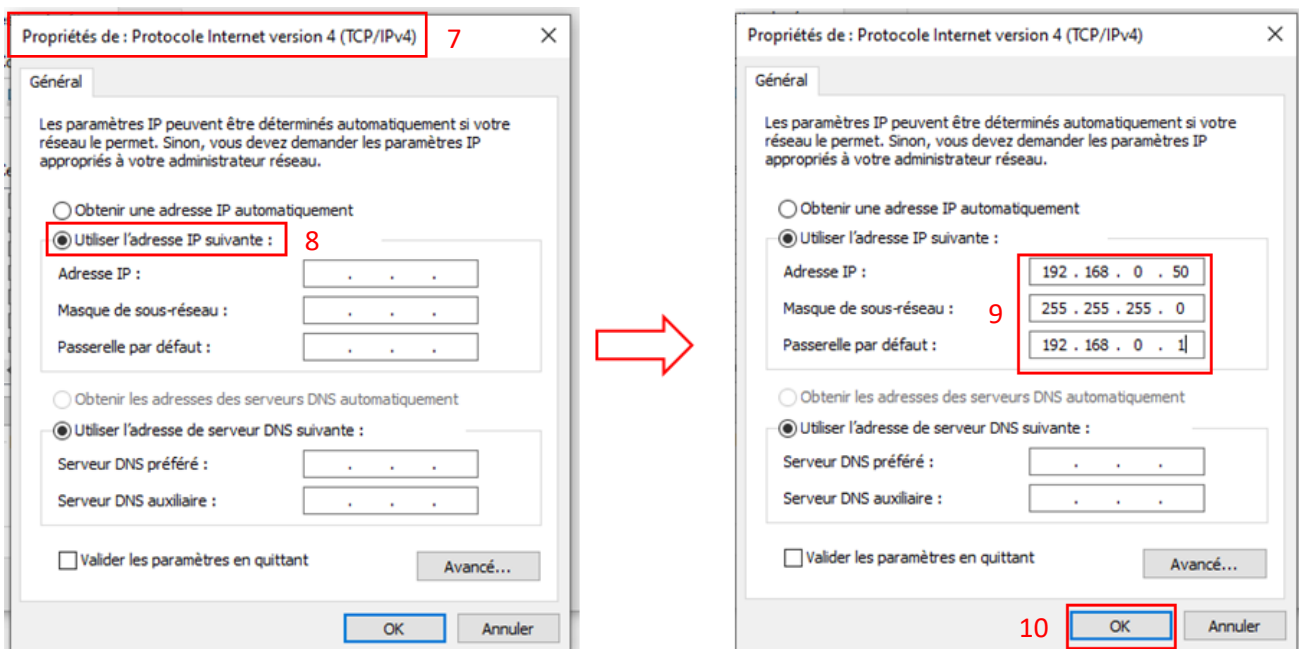 Propriétés de : Protocole Internet version 4 (TCP/IPv4)
7
Général
Les paramètres IP peuvent être déterminés automatiquement si votre
réseau le permet. Sinon, vous devez demander les paramètres IP
appropriés à votre administrateur réseau.
Obtenir une adresse IP automatiquement
Utiliser l'adresse IP suivante :
8
Adresse IP :
. . .
Masque de sous-réseau :
. . .
Passerelle par défaut :
. . .
Obtenir les adresses des serveurs DNS automatiquement
Utiliser l'adresse de serveur DNS suivante :
Serveur DNS préféré :
. . .
Serveur DNS auxiliaire :
. . .
Valider les paramètres en quittant
Avancé...
OK Annuler
Propriétés de : Protocole Internet version 4 (TCP/IPv4)
Général
Les paramètres IP peuvent être déterminés automatiquement si votre
réseau le permet. Sinon, vous devez demander les paramètres IP
appropriés à votre administrateur réseau.
Obtenir une adresse IP automatiquement
Utiliser l'adresse IP suivante :
Adresse IP : 192 . 168 . 0 . 50
Masque de sous-réseau : 9 255 . 255 . 255 . 0
Passerelle par défaut : 192 . 168 . 0 . 1
Obtenir les adresses des serveurs DNS automatiquement
Utiliser l'adresse de serveur DNS suivante :
Serveur DNS préféré :
. . .
Serveur DNS auxiliaire :
. . .
Valider les paramètres en quittant
Avancé...
10 OK Annuler